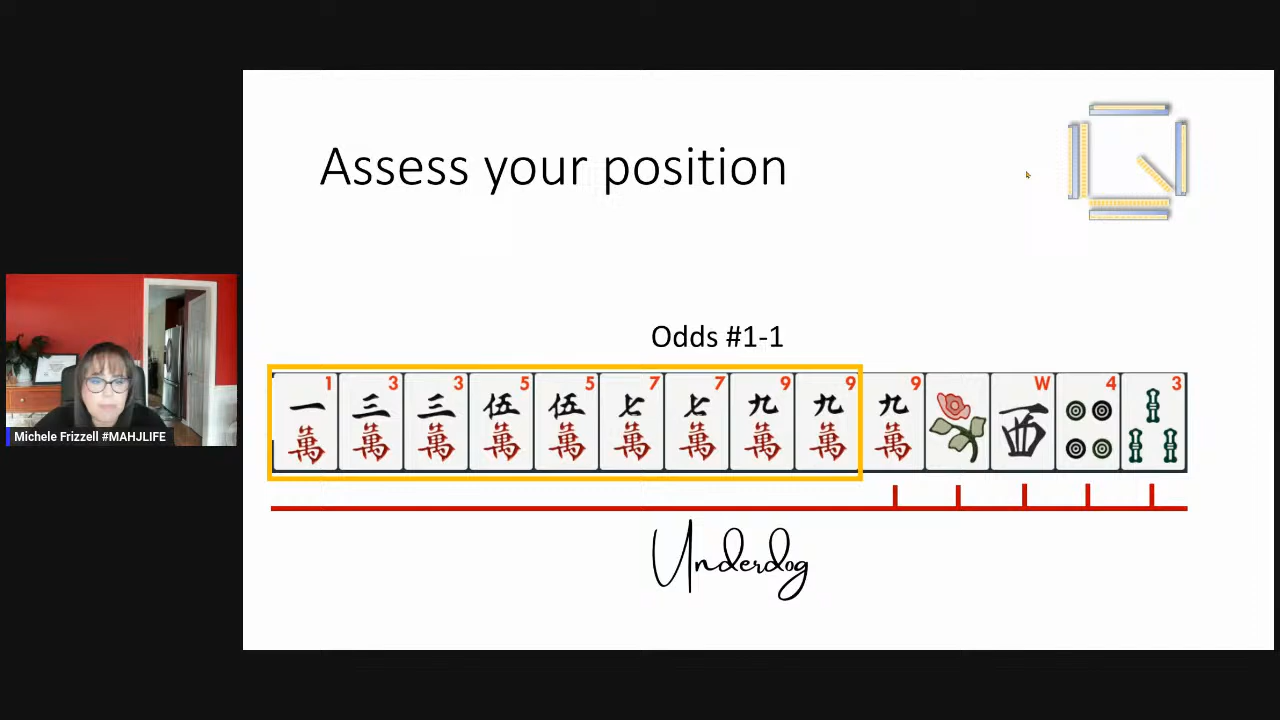 Assess your position
Odds #1-1
1 3 3 5 5 7 7 9 9 9 W 4 3
一 三 三 伍 伍 七 七 九 九 九 西
萬 萬 萬 萬 萬 萬 萬 萬 萬 萬
Underdog
Michele Frizzell #MAHJLIFE